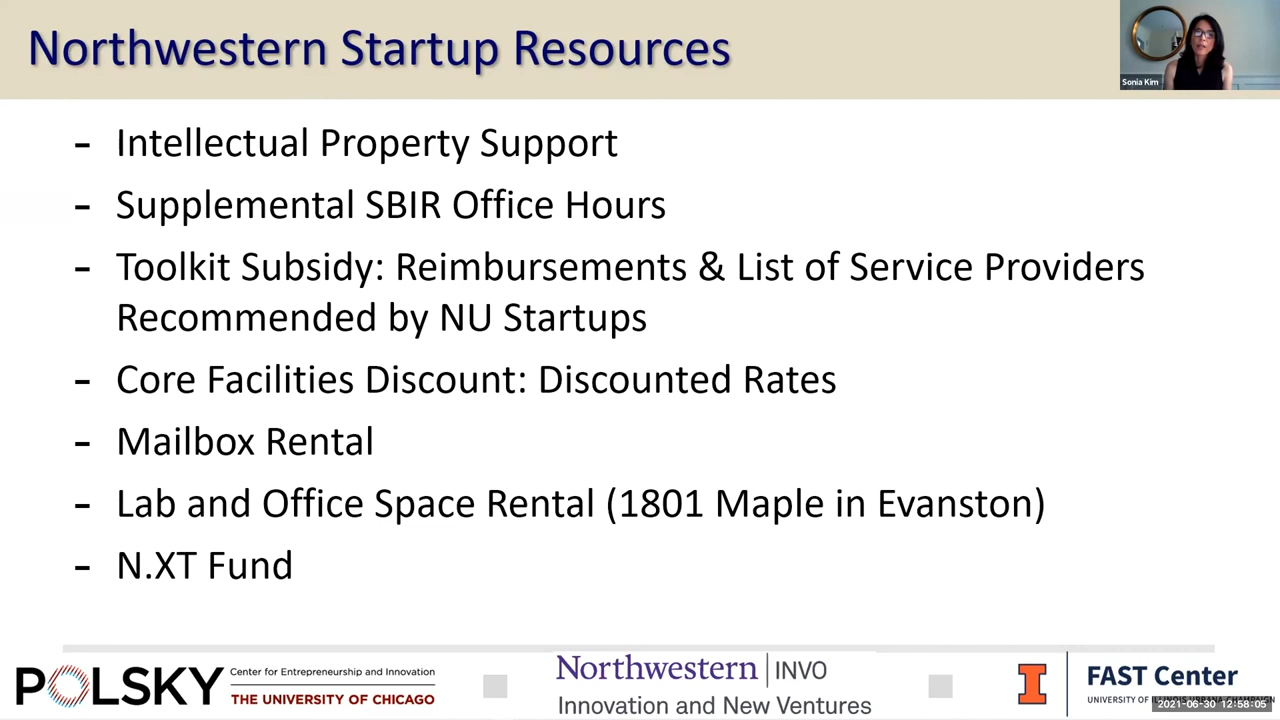 Northwestern Startup Resources
Sonia Kim
- Intellectual Property Support
- Supplemental SBIR Office Hours
- Toolkit Subsidy: Reimbursements & List of Service Providers
Recommended by NU Startups
- Core Facilities Discount: Discounted Rates
- Mailbox Rental
- Lab and Office Space Rental (1801 Maple in Evanston)
- N.XT Fund
POLSKY
Center for Entrepreneurship and Innovation
THE UNIVERSITY OF CHICAGO
Northwestern | INVO
Innovation and New Ventures
I
FAST Center
UNIVERSITY OF ILLINOIS URBANA-CHAMPAIGN
2021-06-30 12:58:05